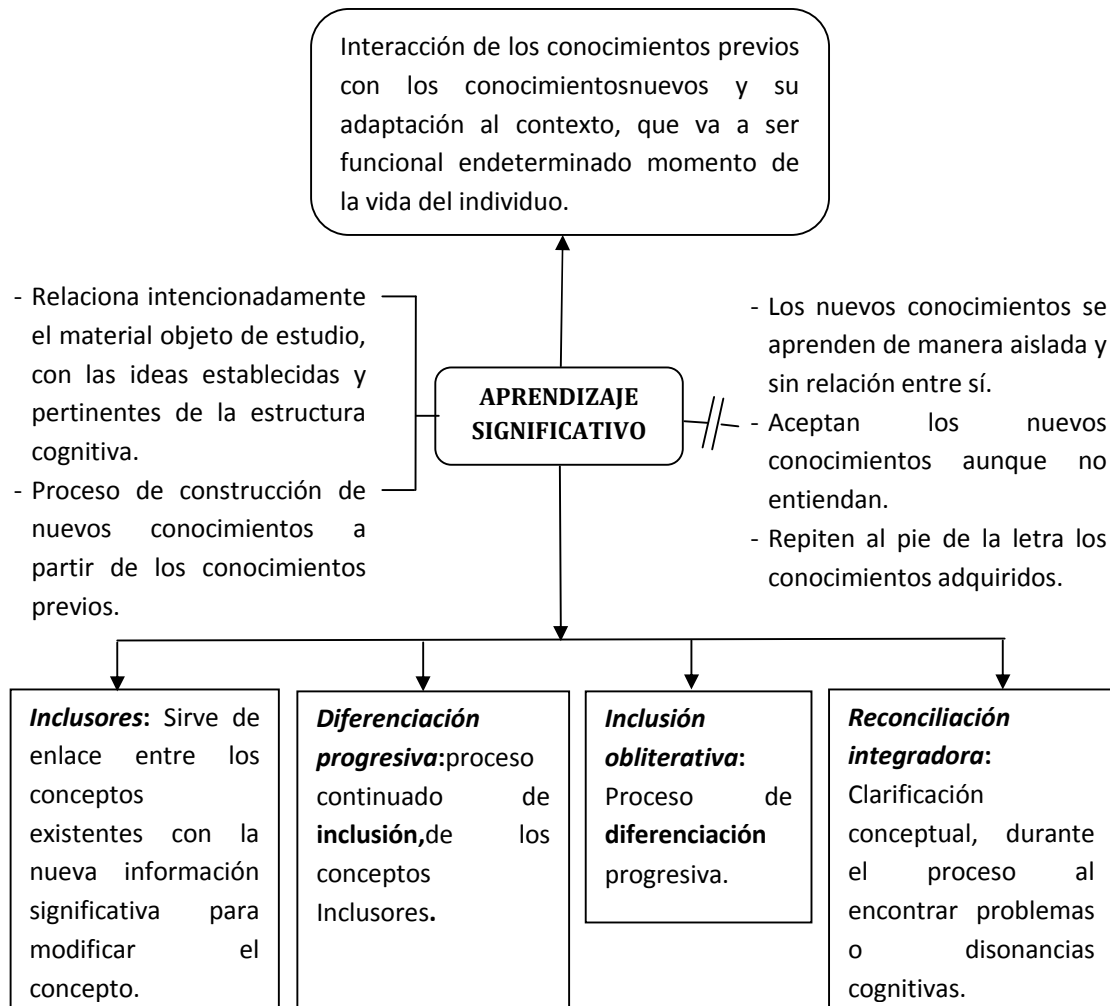 Interacción de los conocimientos previos
con los conocimientosnuevos y su
adaptación al contexto, que va a ser
funcional endeterminado momento de
la vida del individuo.
- Relaciona intencionadamente
el material objeto de estudio,
con las ideas establecidas y
pertinentes de la estructura
cognitiva.
- Proceso de construcción de
nuevos conocimientos a
partir de los conocimientos
previos.
APRENDIZAJE
SIGNIFICATIVO
- Los nuevos conocimientos se
aprenden de manera aislada y
sin relación entre sí.
- Aceptan los nuevos
conocimientos aunque no
entiendan.
- Repiten al pie de la letra los
conocimientos adquiridos.
Inclusores: Sirve de
enlace entre los
conceptos
existentes con la
nueva información
significativa para
modificar el
concepto.
Diferenciación
progresiva:proceso
continuado de
inclusión,de los
conceptos
Inclusores.
Inclusión
obliterativa:
Proceso de
diferenciación
progresiva.
Reconciliación
integradora:
Clarificación
conceptual, durante
el proceso al
encontrar problemas
o disonancias
cognitivas.